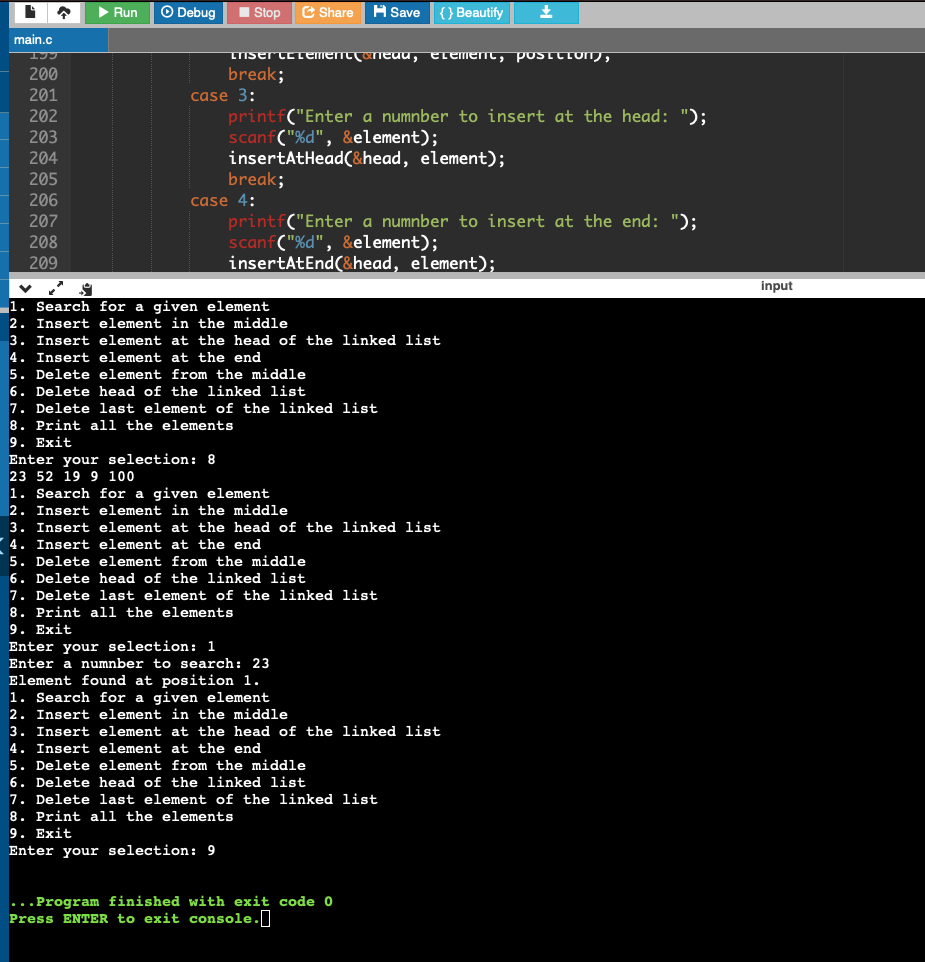 Run Debug Stop Share Save { } Beautify
main.c
199 insertElement(&head, element, position);
200 break;
201 case 3:
202 printf("Enter a numnber to insert at the head: ");
203 scanf("%d", &element);
204 insertAtHead(&head, element);
205 break;
206 case 4:
207 printf("Enter a numnber to insert at the end: ");
208 scanf("%d", &element);
209 insertAtEnd(&head, element);
input
1. Search for a given element
2. Insert element in the middle
3. Insert element at the head of the linked list
4. Insert element at the end
5. Delete element from the middle
6. Delete head of the linked list
7. Delete last element of the linked list
8. Print all the elements
9. Exit
Enter your selection: 8
23 52 19 9 100
1. Search for a given element
2. Insert element in the middle
3. Insert element at the head of the linked list
4. Insert element at the end
5. Delete element from the middle
6. Delete head of the linked list
7. Delete last element of the linked list
8. Print all the elements
9. Exit
Enter your selection: 1
Enter a numnber to search: 23
Element found at position 1.
1. Search for a given element
2. Insert element in the middle
3. Insert element at the head of the linked list
4. Insert element at the end
5. Delete element from the middle
6. Delete head of the linked list
7. Delete last element of the linked list
8. Print all the elements
9. Exit
Enter your selection: 9
...Program finished with exit code 0
Press ENTER to exit console.